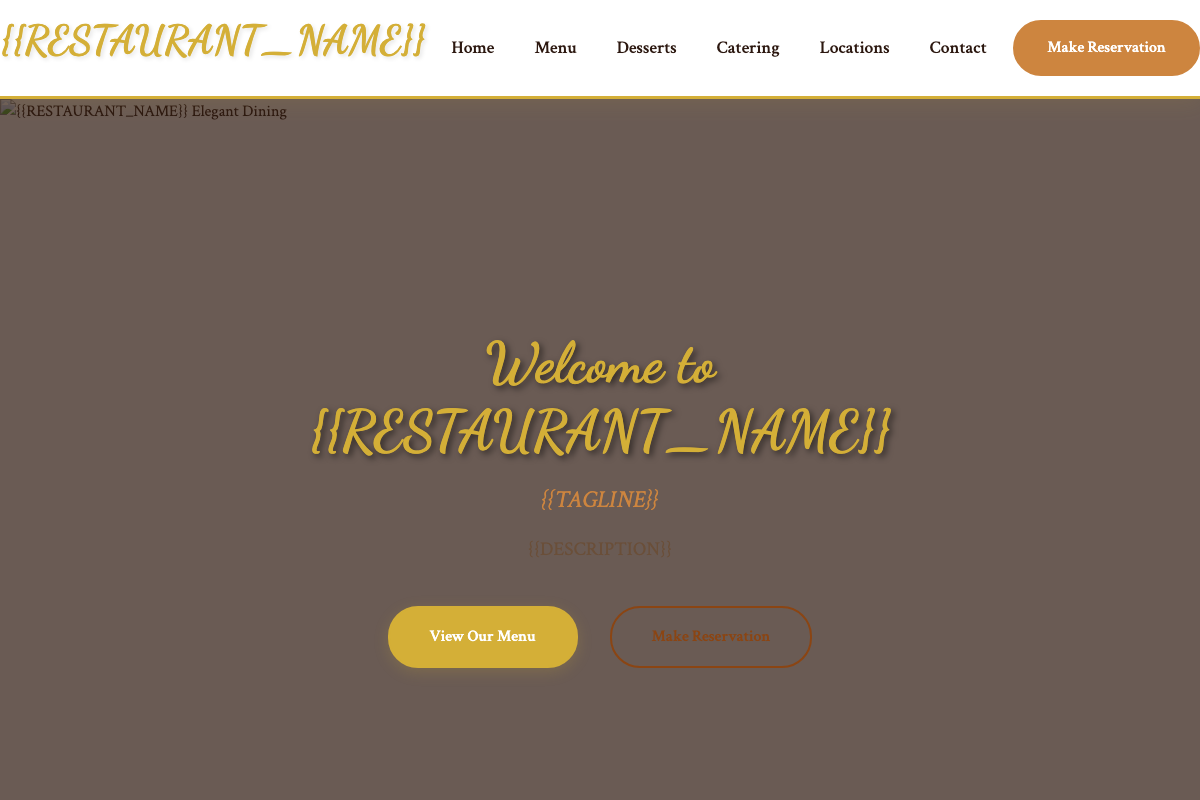 {{RESTAURANT_NAME}}
Home Menu Desserts Catering Locations Contact Make Reservation
{{RESTAURANT_NAME}} Elegant Dining
Welcome to
{{RESTAURANT_NAME}}
{{TAGLINE}}
{{DESCRIPTION}}
View Our Menu Make Reservation